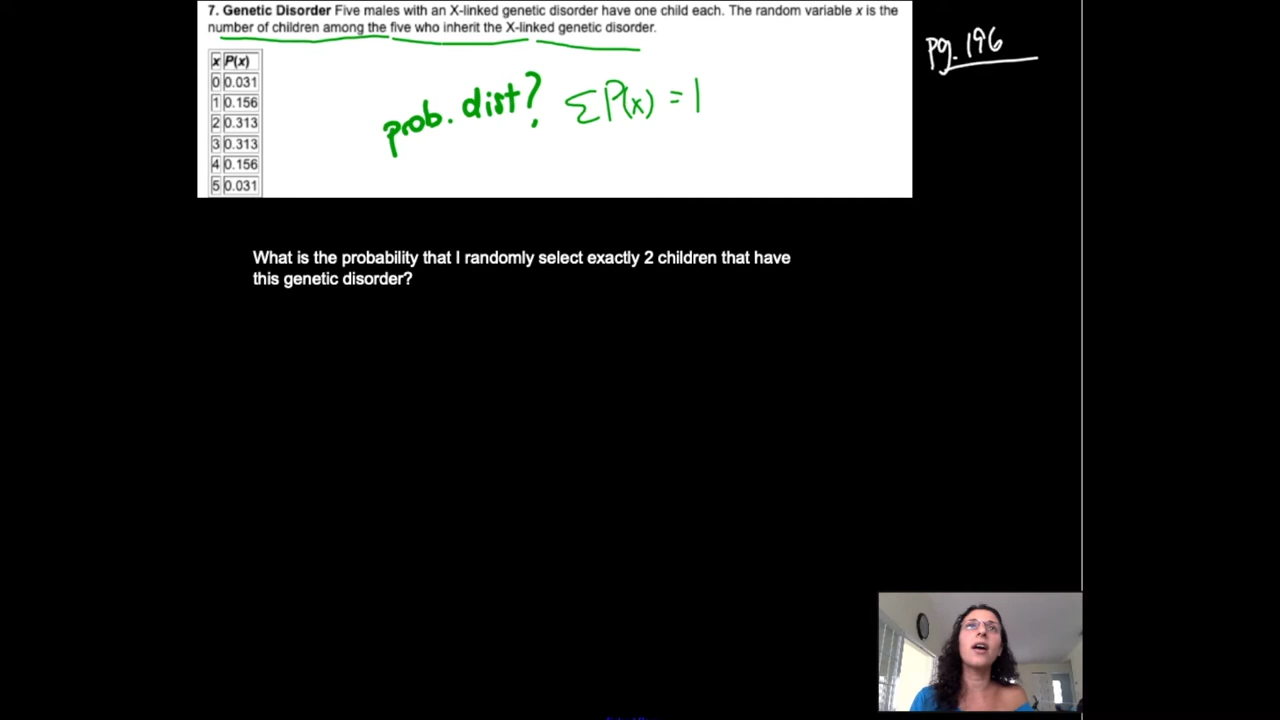 7. Genetic Disorder Five males with an X-linked genetic disorder have one child each. The random variable x is the
number of children among the five who inherit the X-linked genetic disorder.
pg. 196
x P(x)
0 0.031
1 0.156
2 0.313
3 0.313
4 0.156
5 0.031
prob. dist? ΣP(x) = 1
What is the probability that I randomly select exactly 2 children that have
this genetic disorder?